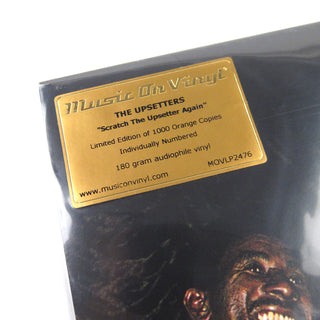 Music On Vinyl
THE UPSETTERS
"Scratch The Upsetter Again"
Limited Edition of 1000 Orange Copies
Individually Numbered
180 gram audiophile vinyl
MOVLP2476
www.musiconvinyl.com